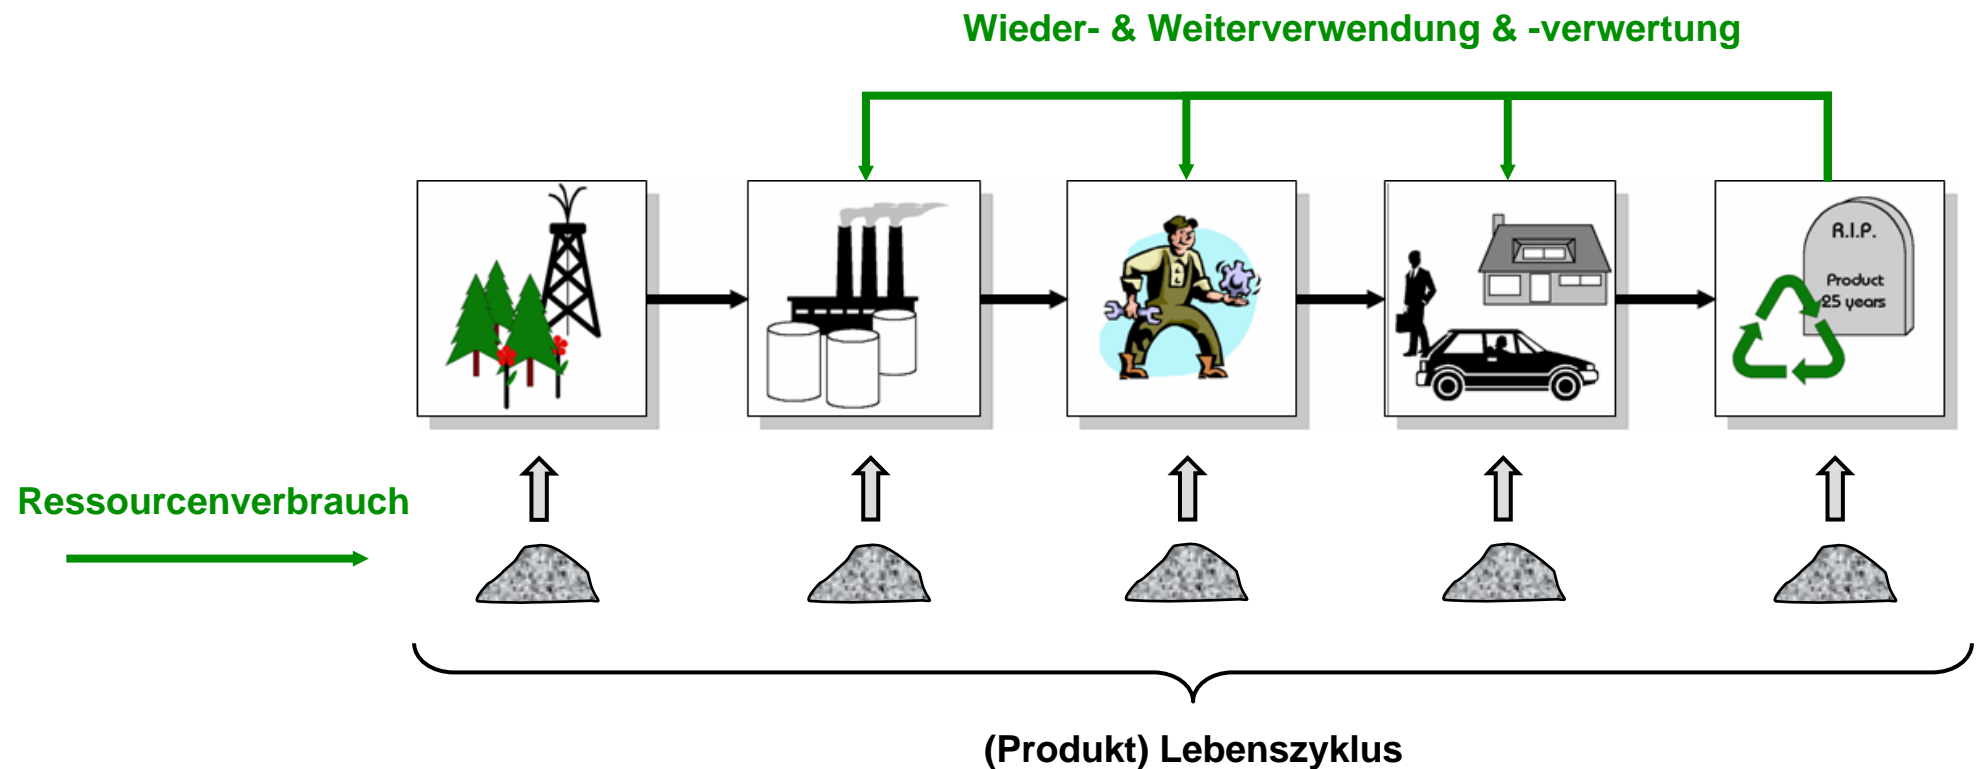 Wieder- & Weiterverwendung & -verwertung
R.I.P.
Product
25 years
Ressourcenverbrauch
(Produkt) Lebenszyklus